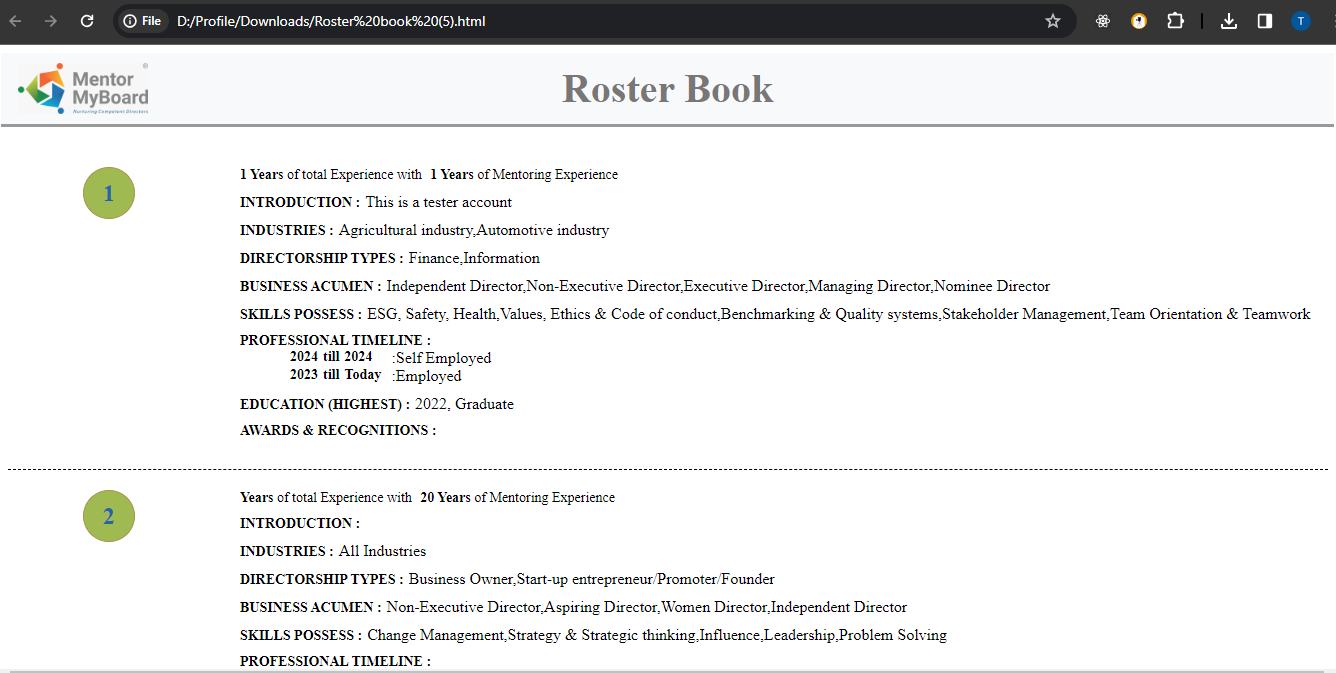 File D:/Profile/Downloads/Roster%20book%20(5).html
T
Mentor
MyBoard
®
Nurturing Competent Directors
Roster Book
1
1 Years of total Experience with 1 Years of Mentoring Experience
INTRODUCTION : This is a tester account
INDUSTRIES : Agricultural industry,Automotive industry
DIRECTORSHIP TYPES : Finance,Information
BUSINESS ACUMEN : Independent Director,Non-Executive Director,Executive Director,Managing Director,Nominee Director
SKILLS POSSESS : ESG, Safety, Health,Values, Ethics & Code of conduct,Benchmarking & Quality systems,Stakeholder Management,Team Orientation & Teamwork
PROFESSIONAL TIMELINE :
2024 till 2024 :Self Employed
2023 till Today :Employed
EDUCATION (HIGHEST) : 2022, Graduate
AWARDS & RECOGNITIONS :
2
Years of total Experience with 20 Years of Mentoring Experience
INTRODUCTION :
INDUSTRIES : All Industries
DIRECTORSHIP TYPES : Business Owner,Start-up entrepreneur/Promoter/Founder
BUSINESS ACUMEN : Non-Executive Director,Aspiring Director,Women Director,Independent Director
SKILLS POSSESS : Change Management,Strategy & Strategic thinking,Influence,Leadership,Problem Solving
PROFESSIONAL TIMELINE :